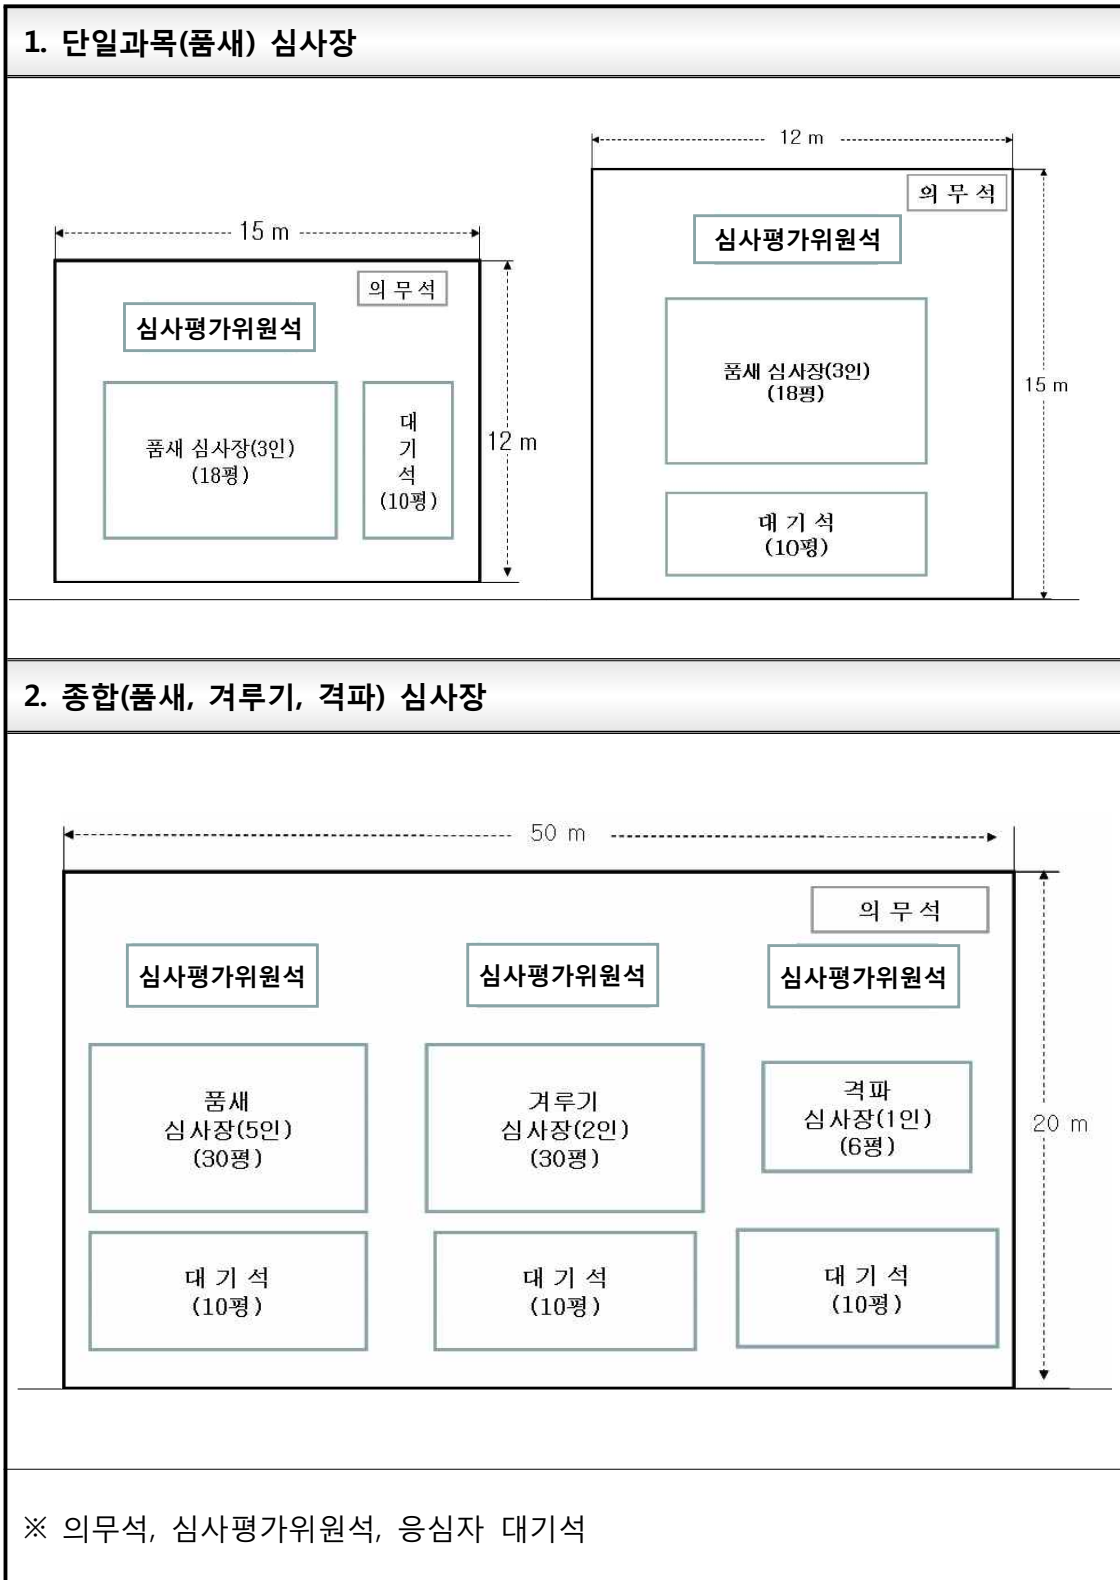 1. 단일과목(품새) 심사장
15 m
의 무 석
심사평가위원석
품새 심사장(3인)
(18평)
대
기
석
(10평)
12 m
12 m
의 무 석
심사평가위원석
품새 심사장(3인)
(18평)
대 기 석
(10평)
15 m
2. 종합(품새, 겨루기, 격파) 심사장
50 m
의 무 석
심사평가위원석
심사평가위원석
심사평가위원석
품새
심사장(5인)
(30평)
겨루기
심사장(2인)
(30평)
격파
심사장(1인)
(6평)
20 m
대 기 석
(10평)
대 기 석
(10평)
대 기 석
(10평)
※ 의무석, 심사평가위원석, 응심자 대기석